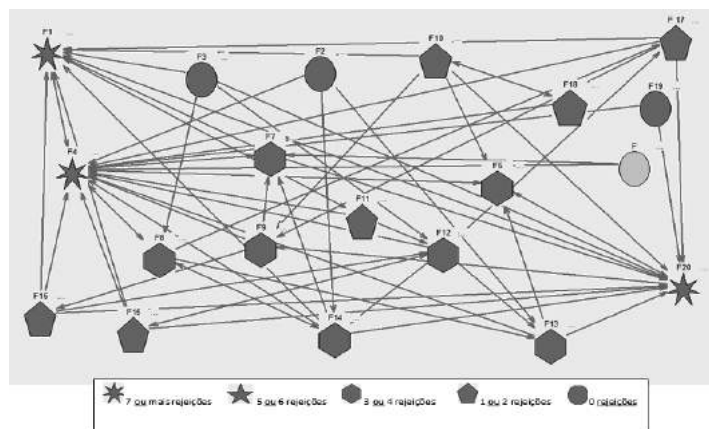 F1
F3
F2
F10
F17
F18
F19
F4
F7
F5
F
F11
F8
F9
F12
F20
F15
F16
F14
F13
7 ou mais rejeições
5 ou 6 rejeições
3 ou 4 rejeições
1 ou 2 rejeições
0 rejeições